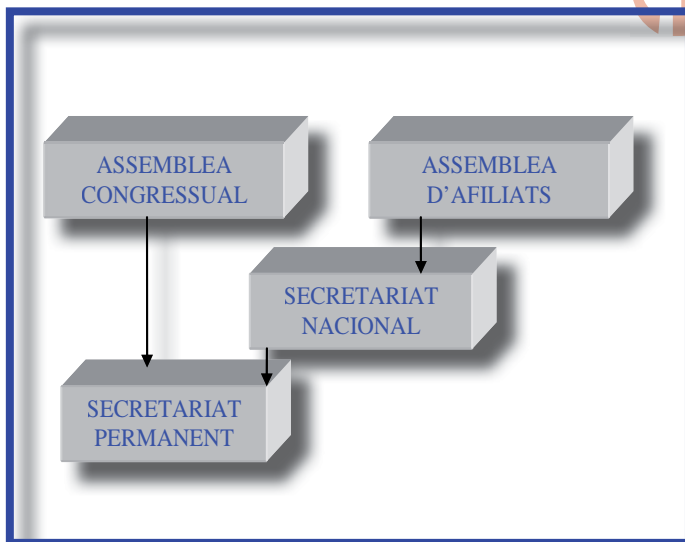 ASSEMBLEA
CONGRESSUAL
ASSEMBLEA
D’AFILIATS
SECRETARIAT
NACIONAL
SECRETARIAT
PERMANENT